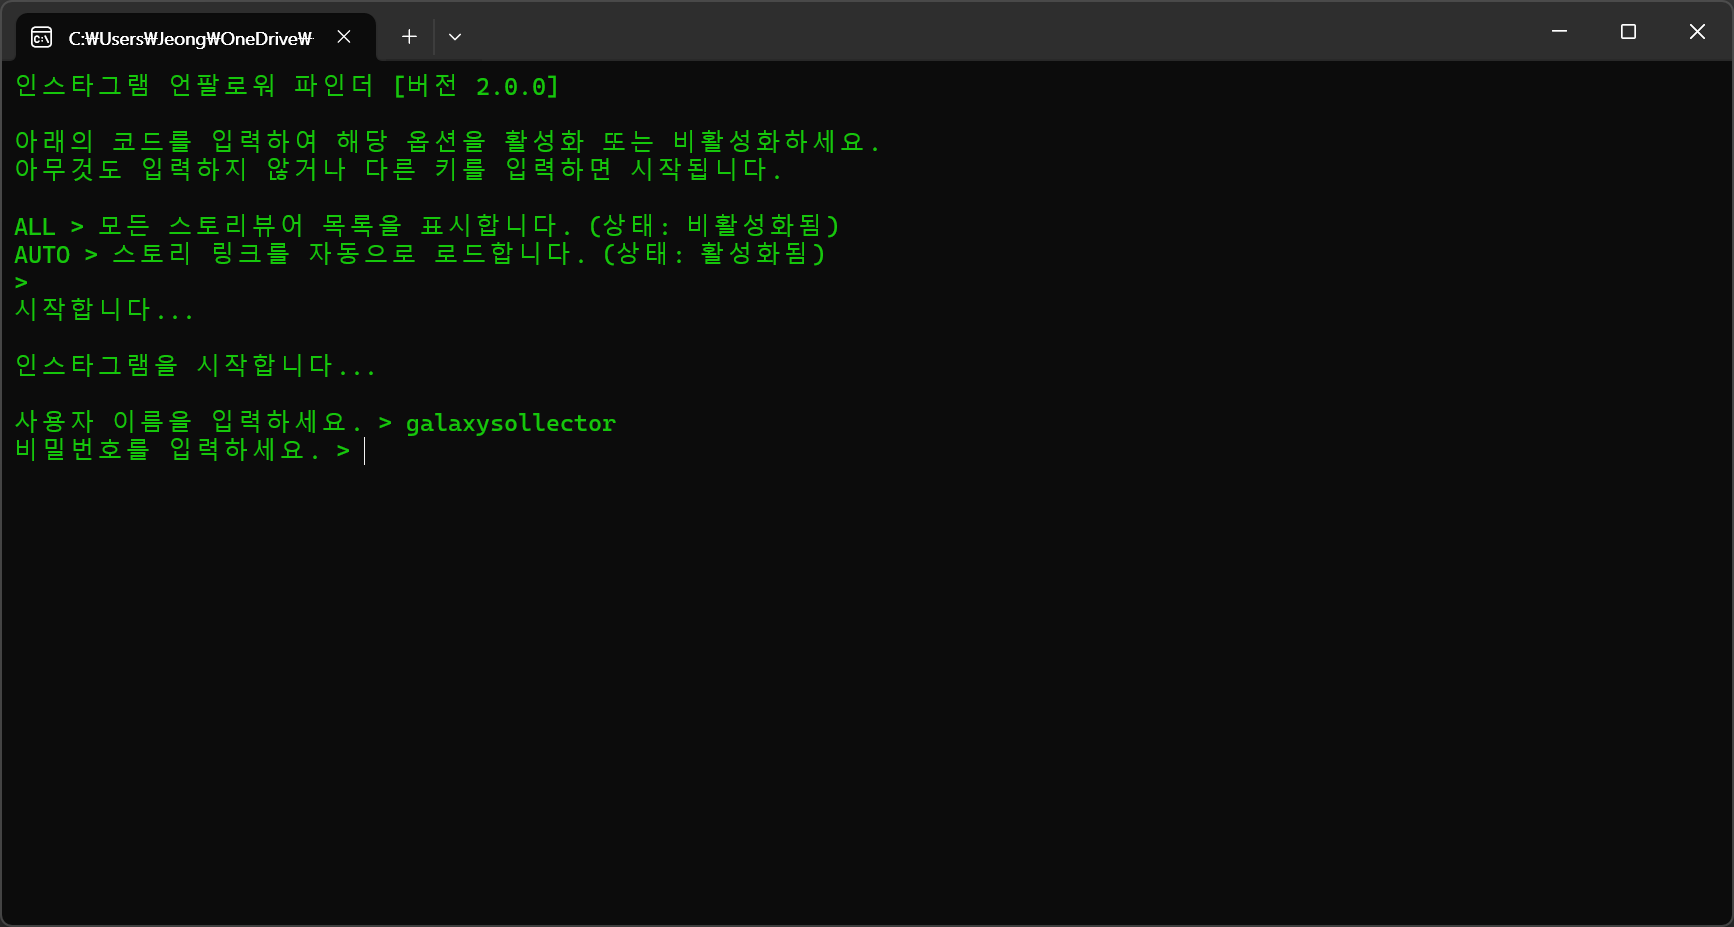 C:₩Users₩Jeong₩OneDrive₩
인스타그램 언팔로워 파인더 [버전 2.0.0]
아래의 코드를 입력하여 해당 옵션을 활성화 또는 비활성화하세요.
아무것도 입력하지 않거나 다른 키를 입력하면 시작됩니다.
ALL > 모든 스토리뷰어 목록을 표시합니다. (상태: 비활성화됨)
AUTO > 스토리 링크를 자동으로 로드합니다. (상태: 활성화됨)
>
시작합니다...
인스타그램을 시작합니다...
사용자 이름을 입력하세요. > galaxysollector
비밀번호를 입력하세요. >